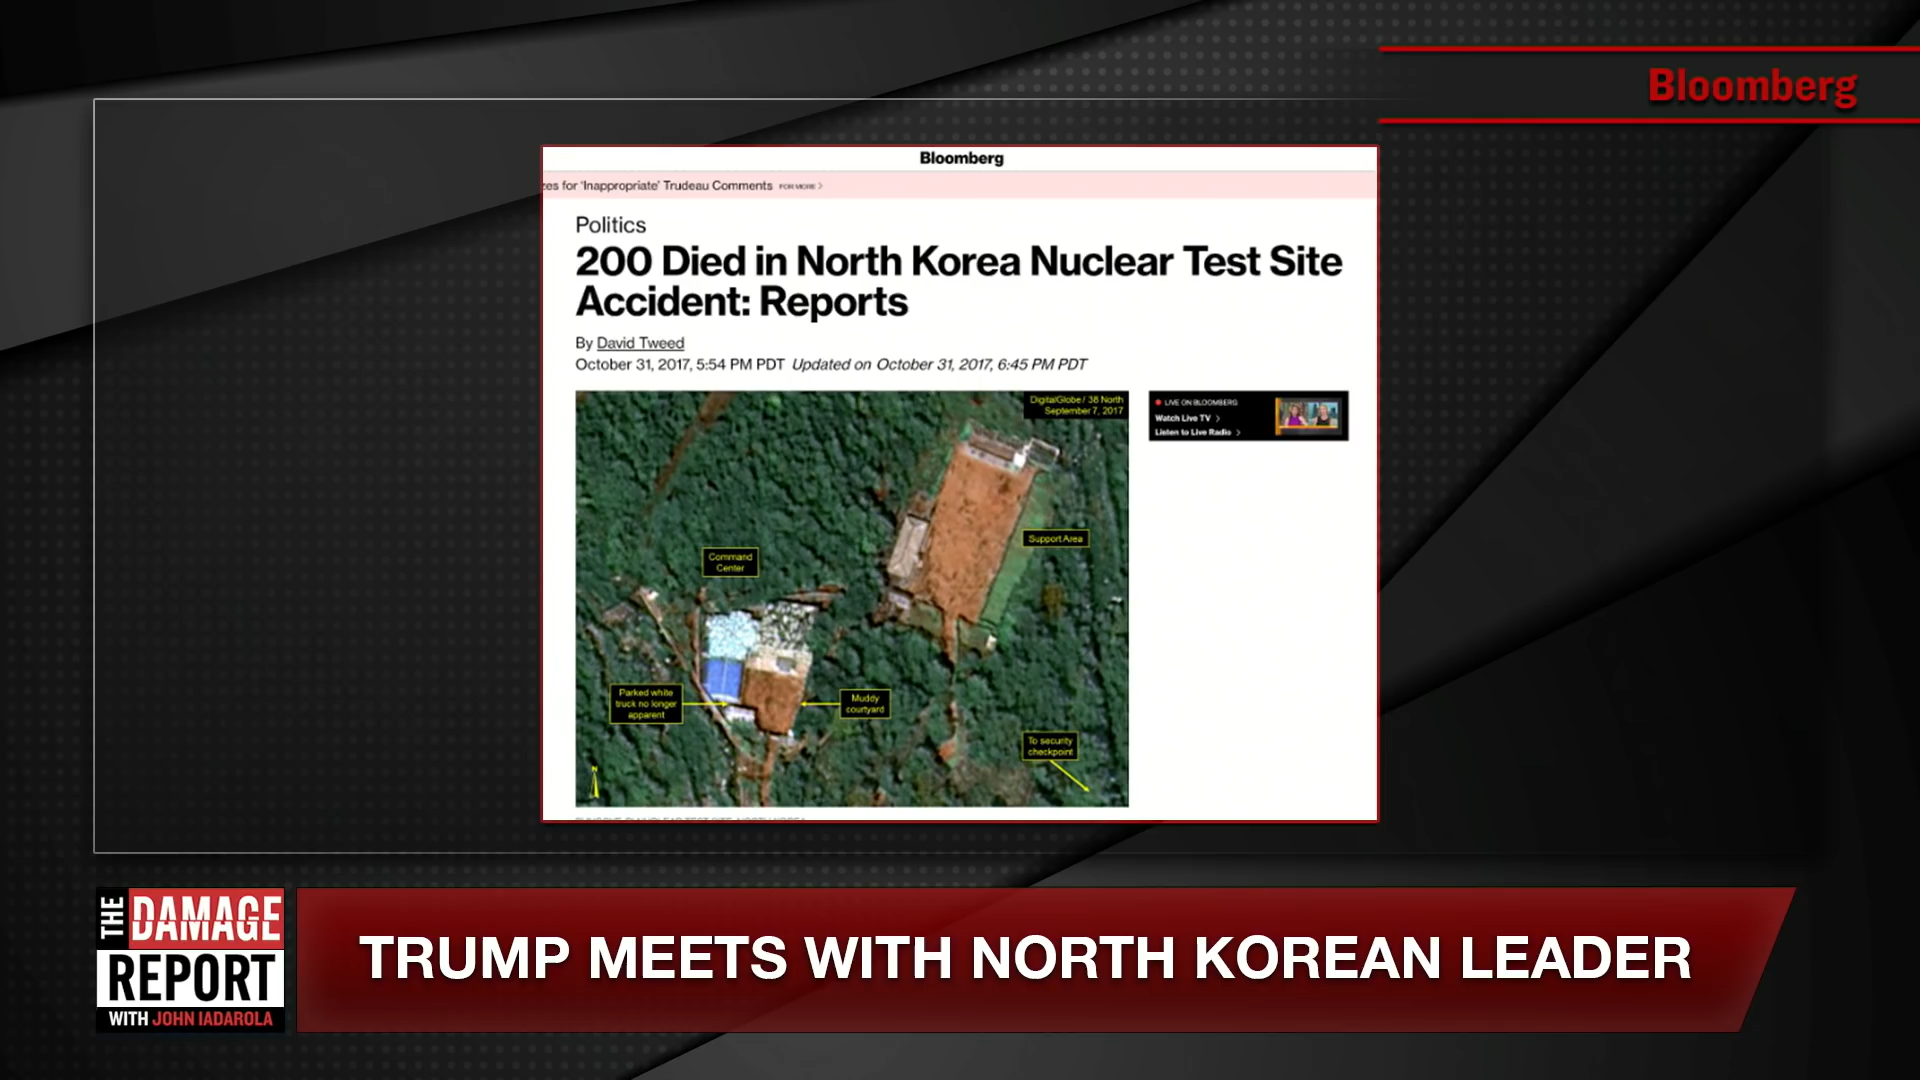 Bloomberg
Bloomberg
zes for 'Inappropriate' Trudeau Comments FOR MORE >
Politics
200 Died in North Korea Nuclear Test Site
Accident: Reports
By David Tweed
October 31, 2017, 5:54 PM PDT Updated on October 31, 2017, 6:45 PM PDT
DigitalGlobe / 38 North
September 7, 2017
LIVE ON BLOOMBERG
Watch Live TV >
Listen to Live Radio >
Support Area
Command
Center
Parked white
truck no longer
apparent
Muddy
courtyard
To security
checkpoint
N
THE DAMAGE
REPORT
WITH JOHN IADAROLA
TRUMP MEETS WITH NORTH KOREAN LEADER